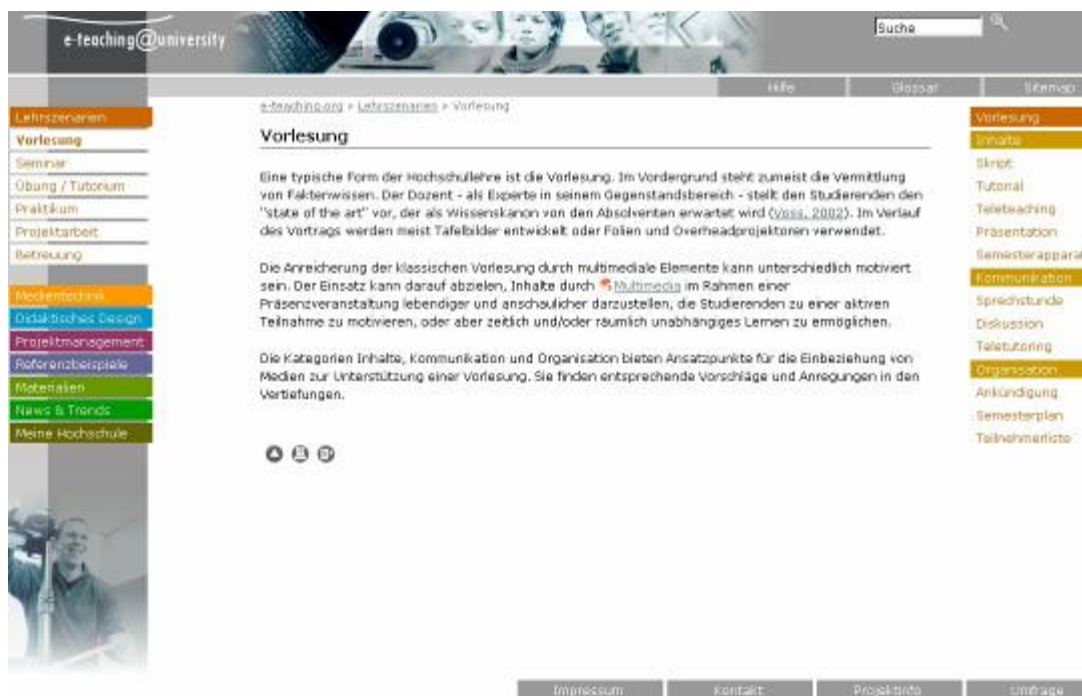 e-teaching@university
Suche
Hilfe
Glossar
Sitemap
e-teaching.org » Lehrszenarien » Vorlesung
Lehrszenarien
Vorlesung
Seminar
Übung / Tutorium
Praktikum
Projektarbeit
Betreuung
Medientechnik
Didaktisches Design
Projektmanagement
Referenzbeispiele
Materialien
News & Trends
Meine Hochschule
Vorlesung
Eine typische Form der Hochschullehre ist die Vorlesung. Im Vordergrund steht zumeist die Vermittlung
von Faktenwissen. Der Dozent - als Experte in seinem Gegenstandsbereich - stellt den Studierenden den
"state of the art" vor, der als Wissenskanon von den Absolventen erwartet wird (Voss, 2002). Im Verlauf
des Vortrags werden meist Tafelbilder entwickelt oder Folien und Overheadprojektoren verwendet.
Die Anreicherung der klassischen Vorlesung durch multimediale Elemente kann unterschiedlich motiviert
sein. Der Einsatz kann darauf abzielen, Inhalte durch Multimedia im Rahmen einer
Präsenzveranstaltung lebendiger und anschaulicher darzustellen, die Studierenden zu einer aktiven
Teilnahme zu motivieren, oder aber zeitlich und/oder räumlich unabhängiges Lernen zu ermöglichen.
Die Kategorien Inhalte, Kommunikation und Organisation bieten Ansatzpunkte für die Einbeziehung von
Medien zur Unterstützung einer Vorlesung. Sie finden entsprechende Vorschläge und Anregungen in den
Vertiefungen.
Vorlesung
Inhalte
Skript
Tutorial
Teleteaching
Präsentation
Semesterapparat
Kommunikation
Sprechstunde
Diskussion
Teletutoring
Organisation
Ankündigung
Semesterplan
Teilnehmerliste
Impressum
Kontakt
Projektinfo
Umfrage